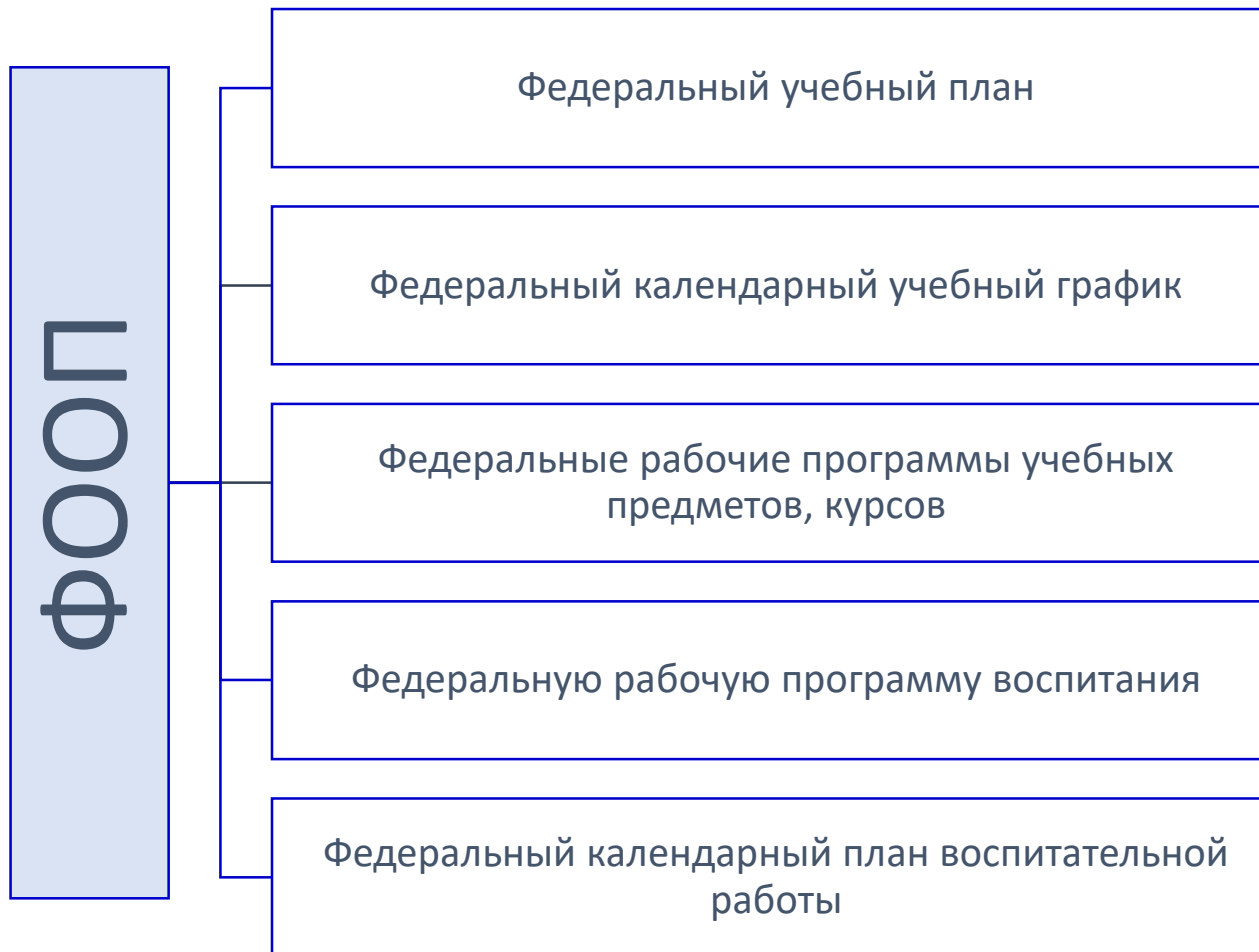 ФООП
Федеральный учебный план
Федеральный календарный учебный график
Федеральные рабочие программы учебных
предметов, курсов
Федеральную рабочую программу воспитания
Федеральный календарный план воспитательной
работы